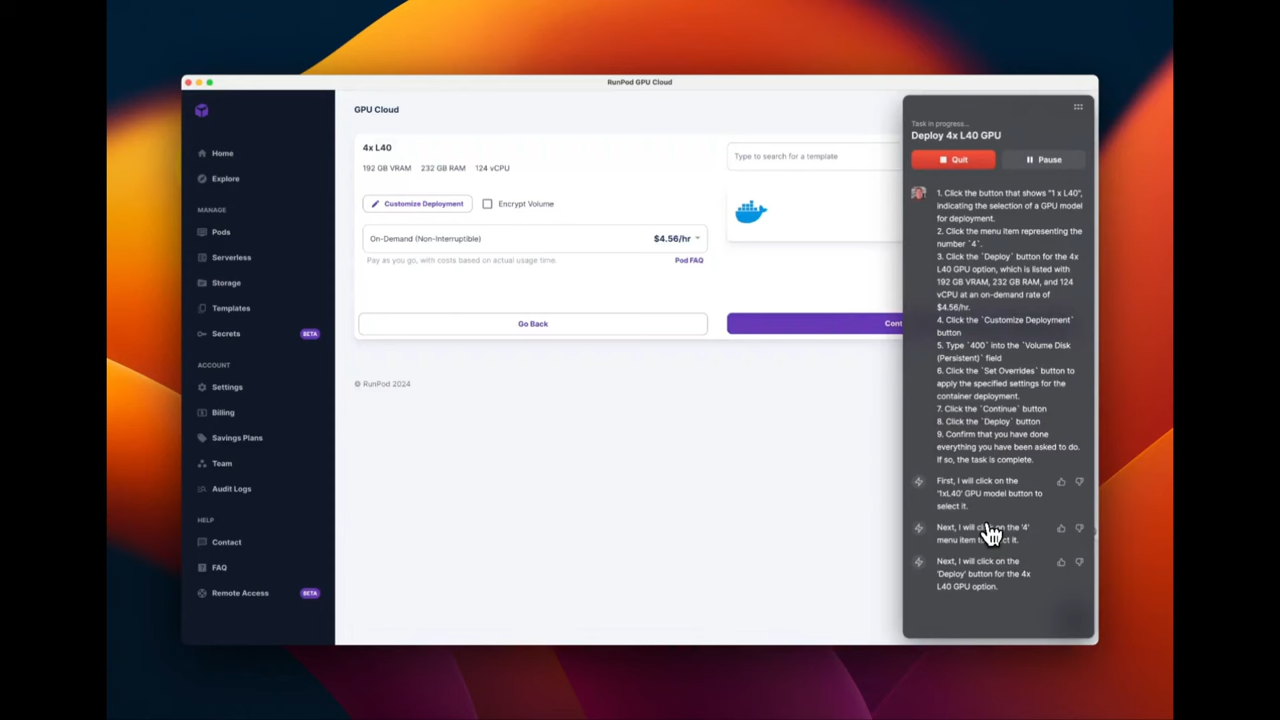 RunPod GPU Cloud
Home
Explore
MANAGE
Pods
Serverless
Storage
Templates
Secrets BETA
ACCOUNT
Settings
Billing
Savings Plans
Team
Audit Logs
HELP
Contact
FAQ
Remote Access BETA
GPU Cloud
4x L40
192 GB VRAM 232 GB RAM 124 vCPU
Customize Deployment Encrypt Volume
On-Demand (Non-Interruptible) $4.56/hr
Pay as you go, with costs based on actual usage time. Pod FAQ
Go Back
Type to search for a template
Cont
© RunPod 2024
Task in progress...
Deploy 4x L40 GPU
Quit Pause
1. Click the button that shows "1 x L40",
indicating the selection of a GPU model
for deployment.
2. Click the menu item representing the
number `4`.
3. Click the `Deploy` button for the 4x
L40 GPU option, which is listed with
192 GB VRAM, 232 GB RAM, and 124
vCPU at an on-demand rate of
$4.56/hr.
4. Click the `Customize Deployment`
button
5. Type `400` into the `Volume Disk
(Persistent)` field
6. Click the `Set Overrides` button to
apply the specified settings for the
container deployment.
7. Click the `Continue` button
8. Click the `Deploy` button
9. Confirm that you have done
everything you have been asked to do.
If so, the task is complete.
First, I will click on the
'1xL40' GPU model button to
select it.
Next, I will click on the '4'
menu item to select it.
Next, I will click on the
'Deploy' button for the 4x
L40 GPU option.